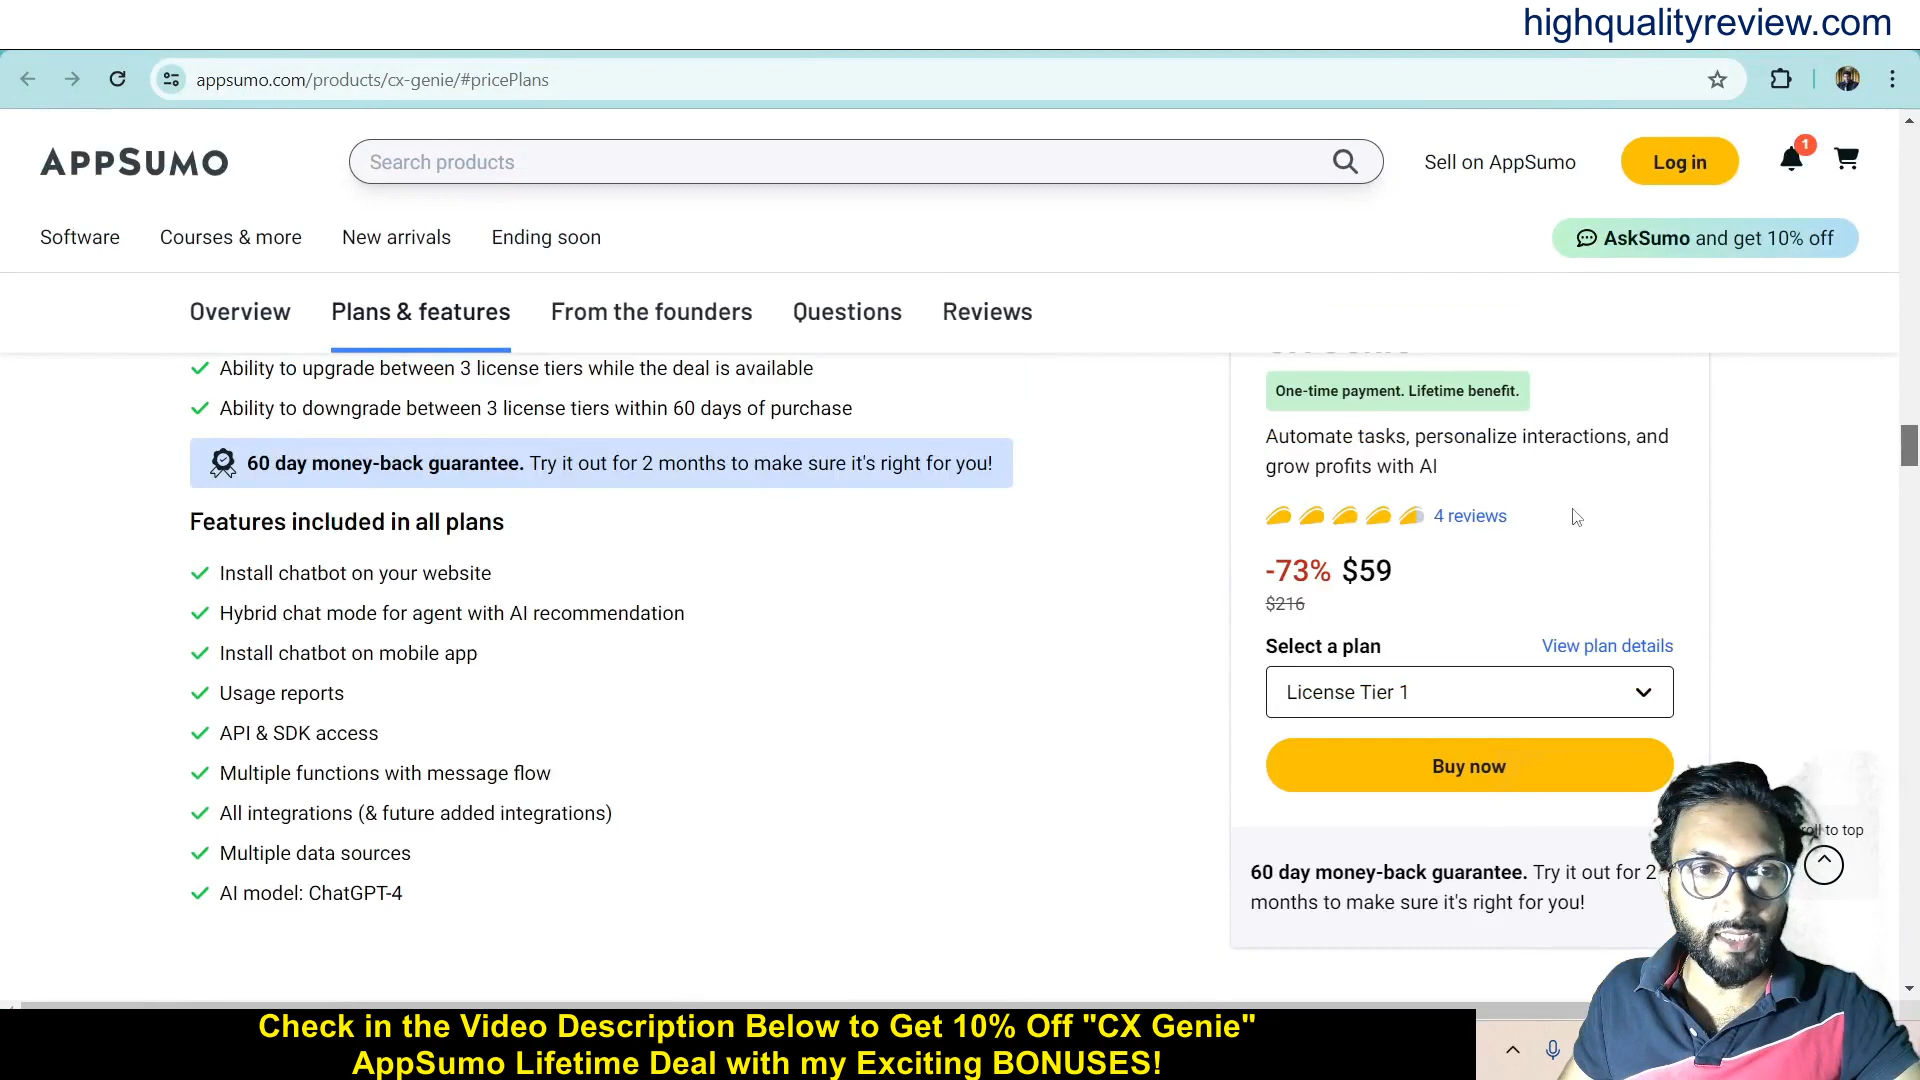 highqualityreview.com
appsumo.com/products/cx-genie/#pricePlans
APPSUMO
Search products
Sell on AppSumo
Log in
1
Software
Courses & more
New arrivals
Ending soon
AskSumo and get 10% off
Overview
Plans & features
From the founders
Questions
Reviews
Ability to upgrade between 3 license tiers while the deal is available
Ability to downgrade between 3 license tiers within 60 days of purchase
60 day money-back guarantee. Try it out for 2 months to make sure it's right for you!
Features included in all plans
Install chatbot on your website
Hybrid chat mode for agent with AI recommendation
Install chatbot on mobile app
Usage reports
API & SDK access
Multiple functions with message flow
All integrations (& future added integrations)
Multiple data sources
AI model: ChatGPT-4
One-time payment. Lifetime benefit.
Automate tasks, personalize interactions, and
grow profits with AI
4 reviews
-73% $59
$216
Select a plan
View plan details
License Tier 1
Buy now
60 day money-back guarantee. Try it out for 2
months to make sure it's right for you!
to top
Check in the Video Description Below to Get 10% Off "CX Genie"
AppSumo Lifetime Deal with my Exciting BONUSES!